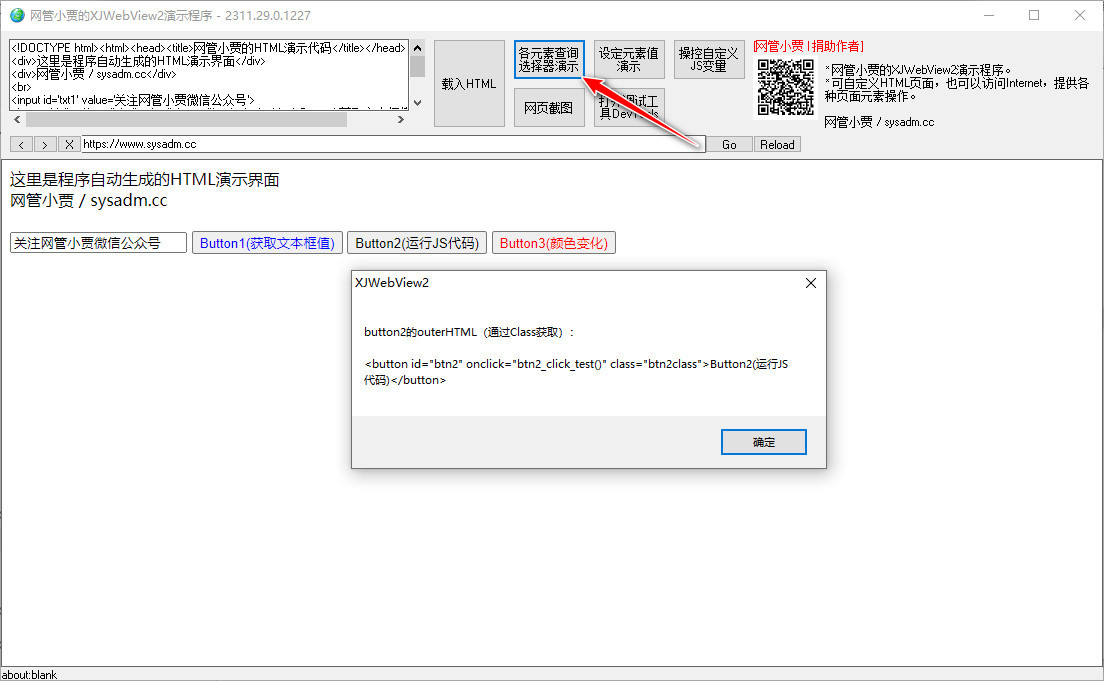 网管小贾的XJWebView2演示程序 - 2311.29.0.1227
<!DOCTYPE html><html><head><title>网管小贾的HTML演示代码</title></head>
<div>这里是程序自动生成的HTML演示界面</div>
<div>网管小贾 / sysadm.cc</div>
<br>
<input id='txt1' value='关注网管小贾微信公众号'>
载入HTML
各元素查询
选择器演示
设定元素值
演示
操控自定义
JS变量
网页截图
打开调试工
具DevTools
[网管小贾 | 捐助作者]
*网管小贾的XJWebView2演示程序。
*可自定义HTML页面，也可以访问Internet，提供各
种页面元素操作。
网管小贾 / sysadm.cc
< > X https://www.sysadm.cc Go Reload
这里是程序自动生成的HTML演示界面
网管小贾 / sysadm.cc
关注网管小贾微信公众号 Button1(获取文本框值) Button2(运行JS代码) Button3(颜色变化)
XJWebView2
button2的outerHTML（通过Class获取）:
<button id="btn2" onclick="btn2_click_test()" class="btn2class">Button2(运行JS
代码)</button>
确定
about:blank